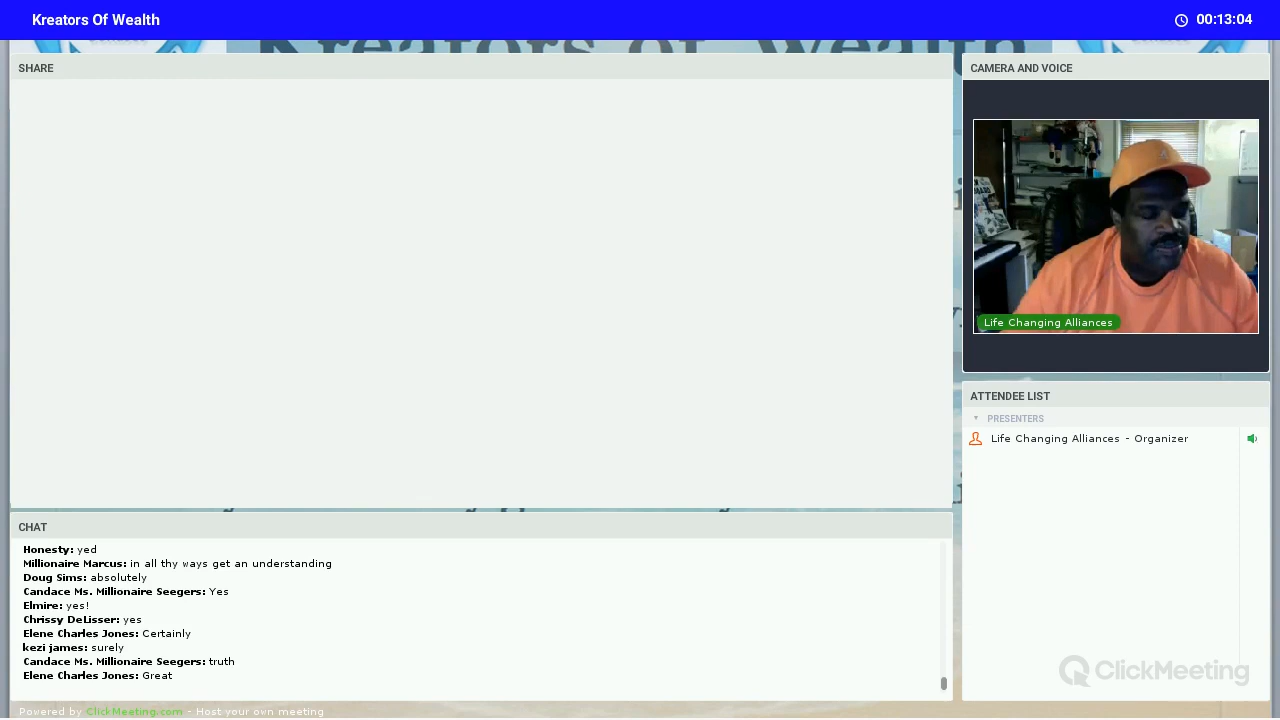 Kreators Of Wealth
00:13:04
Kreators of Wealth
SHARE
CAMERA AND VOICE
Life Changing Alliances
ATTENDEE LIST
PRESENTERS
Life Changing Alliances - Organizer
CHAT
Honesty: yed
Millionaire Marcus: in all thy ways get an understanding
Doug Sims: absolutely
Candace Ms. Millionaire Seegers: Yes
Elmire: yes!
Chrissy DeLisser: yes
Elene Charles Jones: Certainly
kezi james: surely
Candace Ms. Millionaire Seegers: truth
Elene Charles Jones: Great
ClickMeeting
Powered by ClickMeeting.com - Host your own meeting